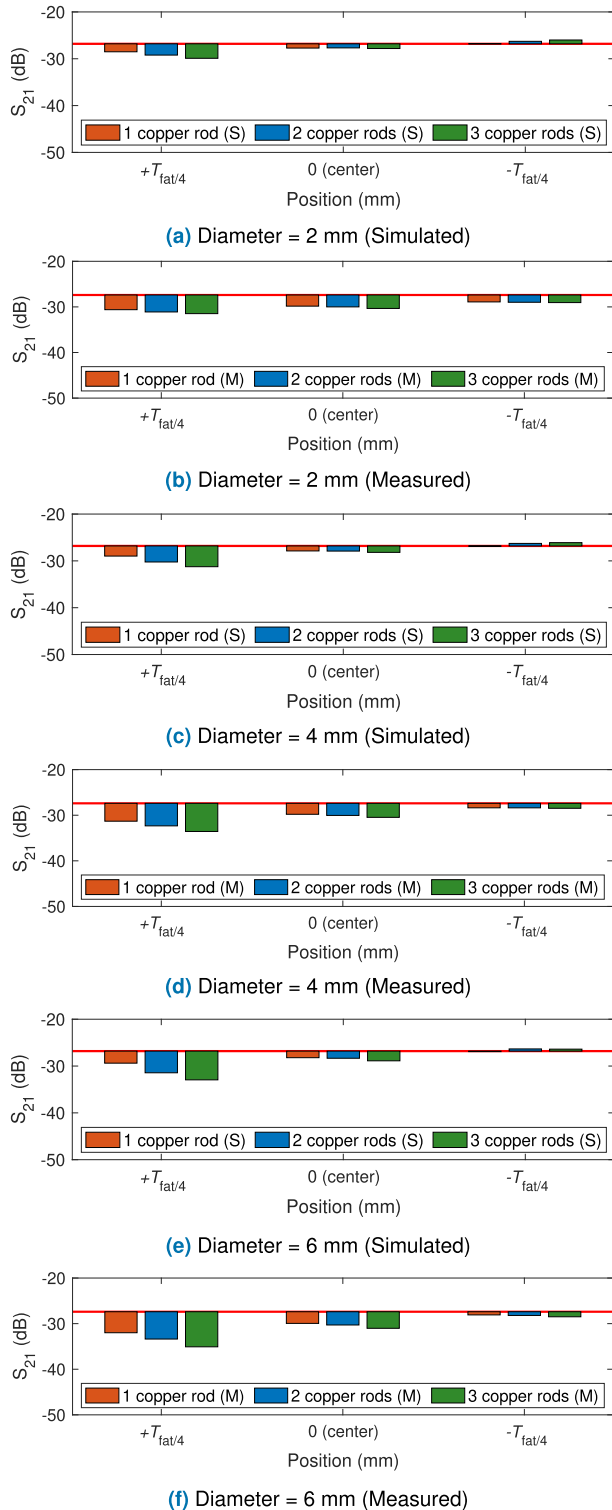 -20
-30
-40
-50
S21 (dB)
1 copper rod (S) 2 copper rods (S) 3 copper rods (S)
+Tfat/4 0 (center) -Tfat/4
Position (mm)
(a) Diameter = 2 mm (Simulated)
-20
-30
-40
-50
S21 (dB)
1 copper rod (M) 2 copper rods (M) 3 copper rods (M)
+Tfat/4 0 (center) -Tfat/4
Position (mm)
(b) Diameter = 2 mm (Measured)
-20
-30
-40
-50
S21 (dB)
1 copper rod (S) 2 copper rods (S) 3 copper rods (S)
+Tfat/4 0 (center) -Tfat/4
Position (mm)
(c) Diameter = 4 mm (Simulated)
-20
-30
-40
-50
S21 (dB)
1 copper rod (M) 2 copper rods (M) 3 copper rods (M)
+Tfat/4 0 (center) -Tfat/4
Position (mm)
(d) Diameter = 4 mm (Measured)
-20
-30
-40
-50
S21 (dB)
1 copper rod (S) 2 copper rods (S) 3 copper rods (S)
+Tfat/4 0 (center) -Tfat/4
Position (mm)
(e) Diameter = 6 mm (Simulated)
-20
-30
-40
-50
S21 (dB)
1 copper rod (M) 2 copper rods (M) 3 copper rods (M)
+Tfat/4 0 (center) -Tfat/4
Position (mm)
(f) Diameter = 6 mm (Measured)